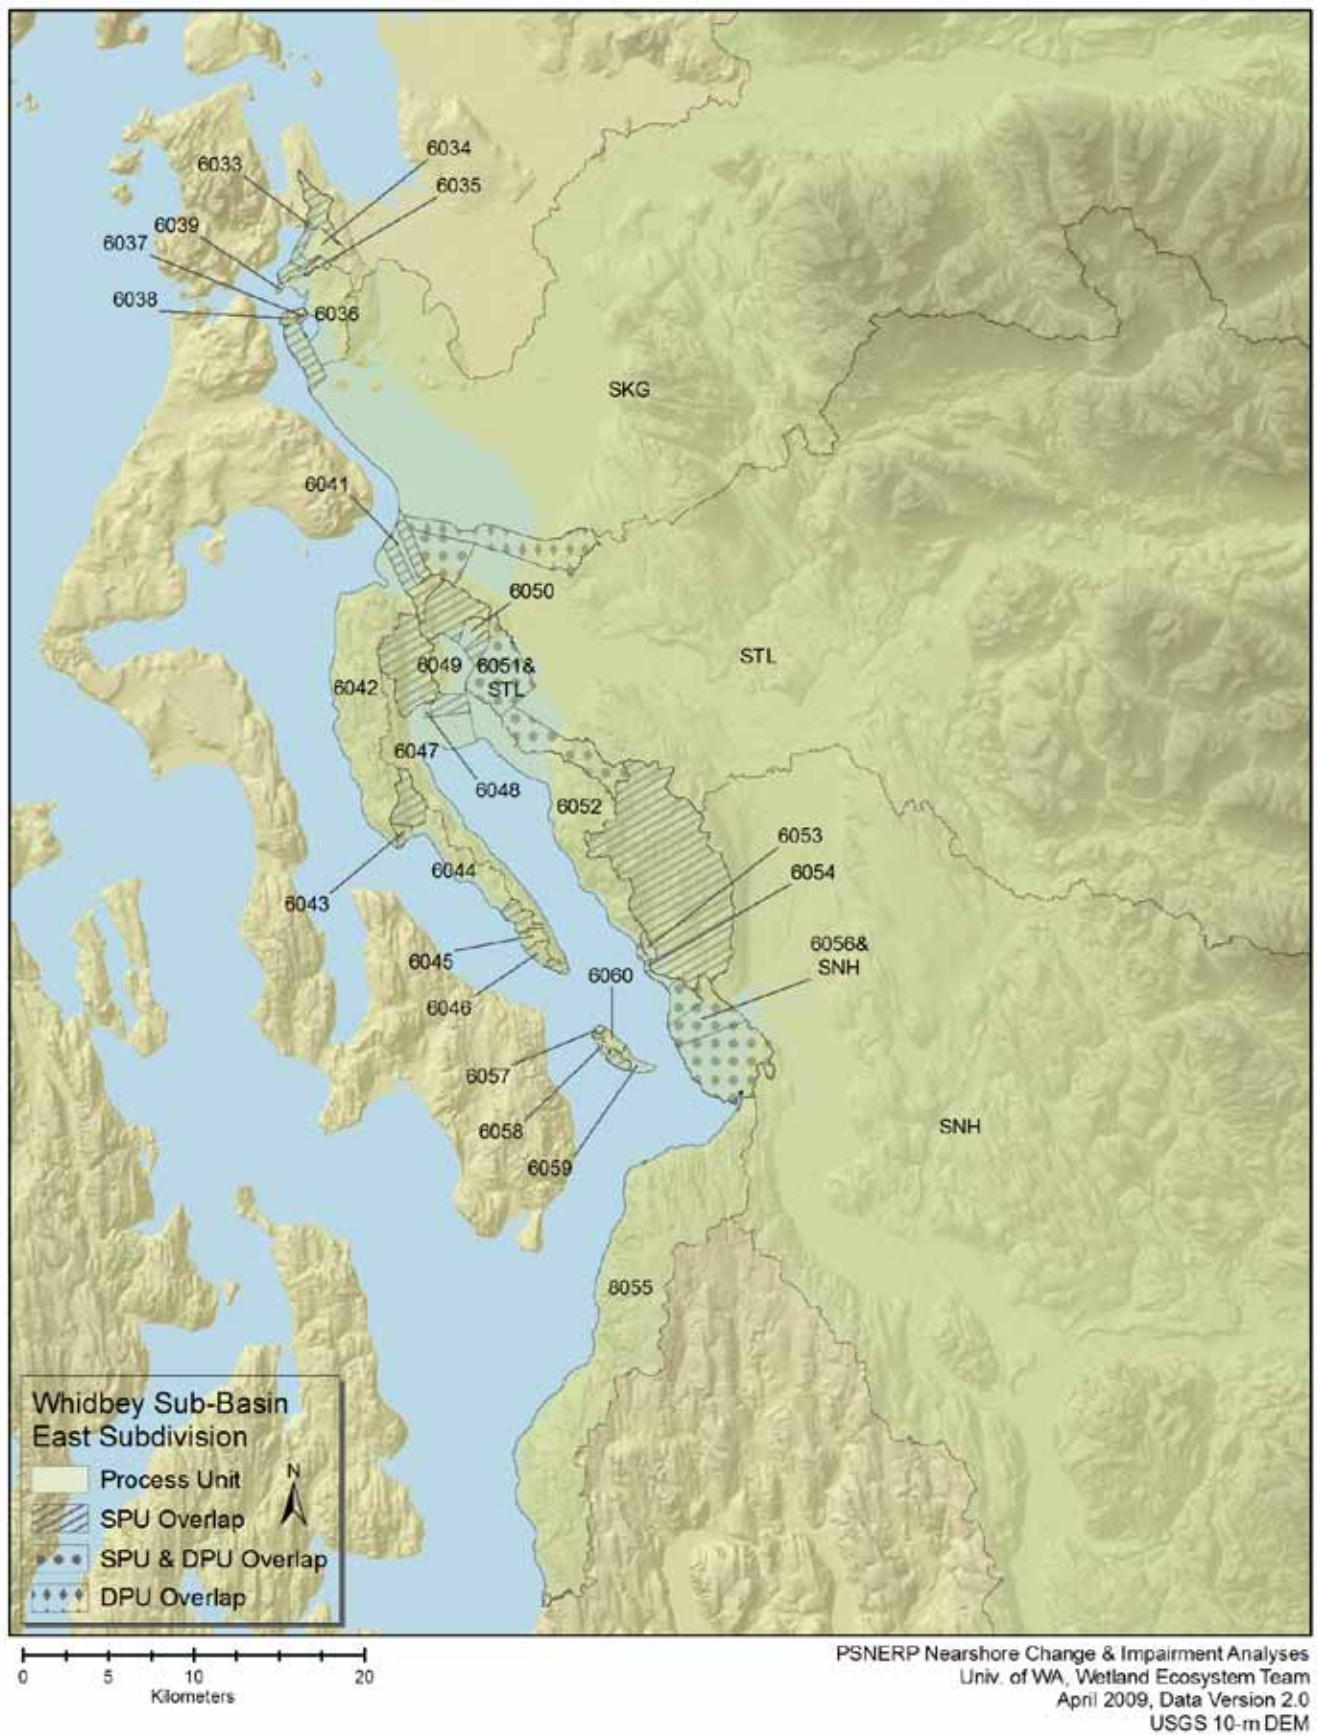 6034
6033
6035
6039
6037
6038
6036
SKG
6041
6050
STL
6049
6051&
STL
6042
6047
6048
6052
6053
6054
6044
6043
6056&
SNH
6045
6060
6046
6057
6058
SNH
6059
8055
Whidbey Sub-Basin
East Subdivision
Process Unit
N
SPU Overlap
SPU & DPU Overlap
DPU Overlap
0 5 10 20
Kilometers
PSNERP Nearshore Change & Impairment Analyses
Univ. of WA, Wetland Ecosystem Team
April 2009, Data Version 2.0
USGS 10-m DEM